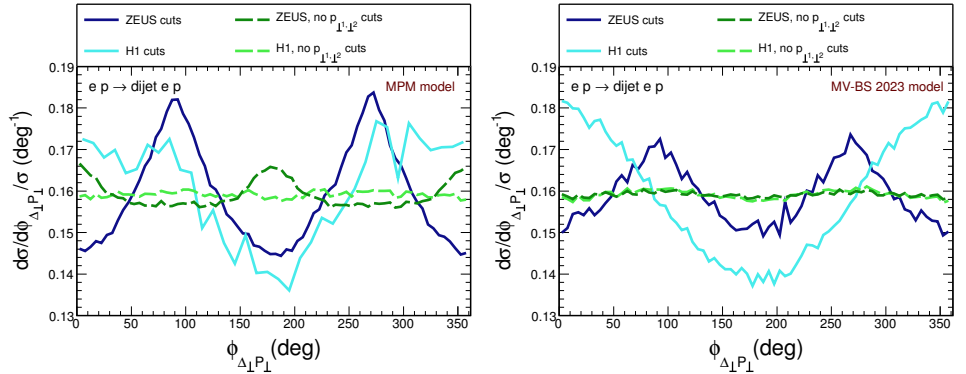 ZEUS cuts
ZEUS, no p⊥1,⊥2 cuts
H1 cuts
H1, no p⊥1,⊥2 cuts
e p → dijet e p
MPM model
dσ/dϕΔ⊥P⊥/σ (deg-1)
0.19
0.18
0.17
0.16
0.15
0.14
0.13
0 50 100 150 200 250 300 350
ϕΔ⊥P⊥(deg)
ZEUS cuts
ZEUS, no p⊥1,⊥2 cuts
H1 cuts
H1, no p⊥1,⊥2 cuts
e p → dijet e p
MV-BS 2023 model
dσ/dϕΔ⊥P⊥/σ (deg-1)
0.19
0.18
0.17
0.16
0.15
0.14
0.13
0 50 100 150 200 250 300 350
ϕΔ⊥P⊥(deg)